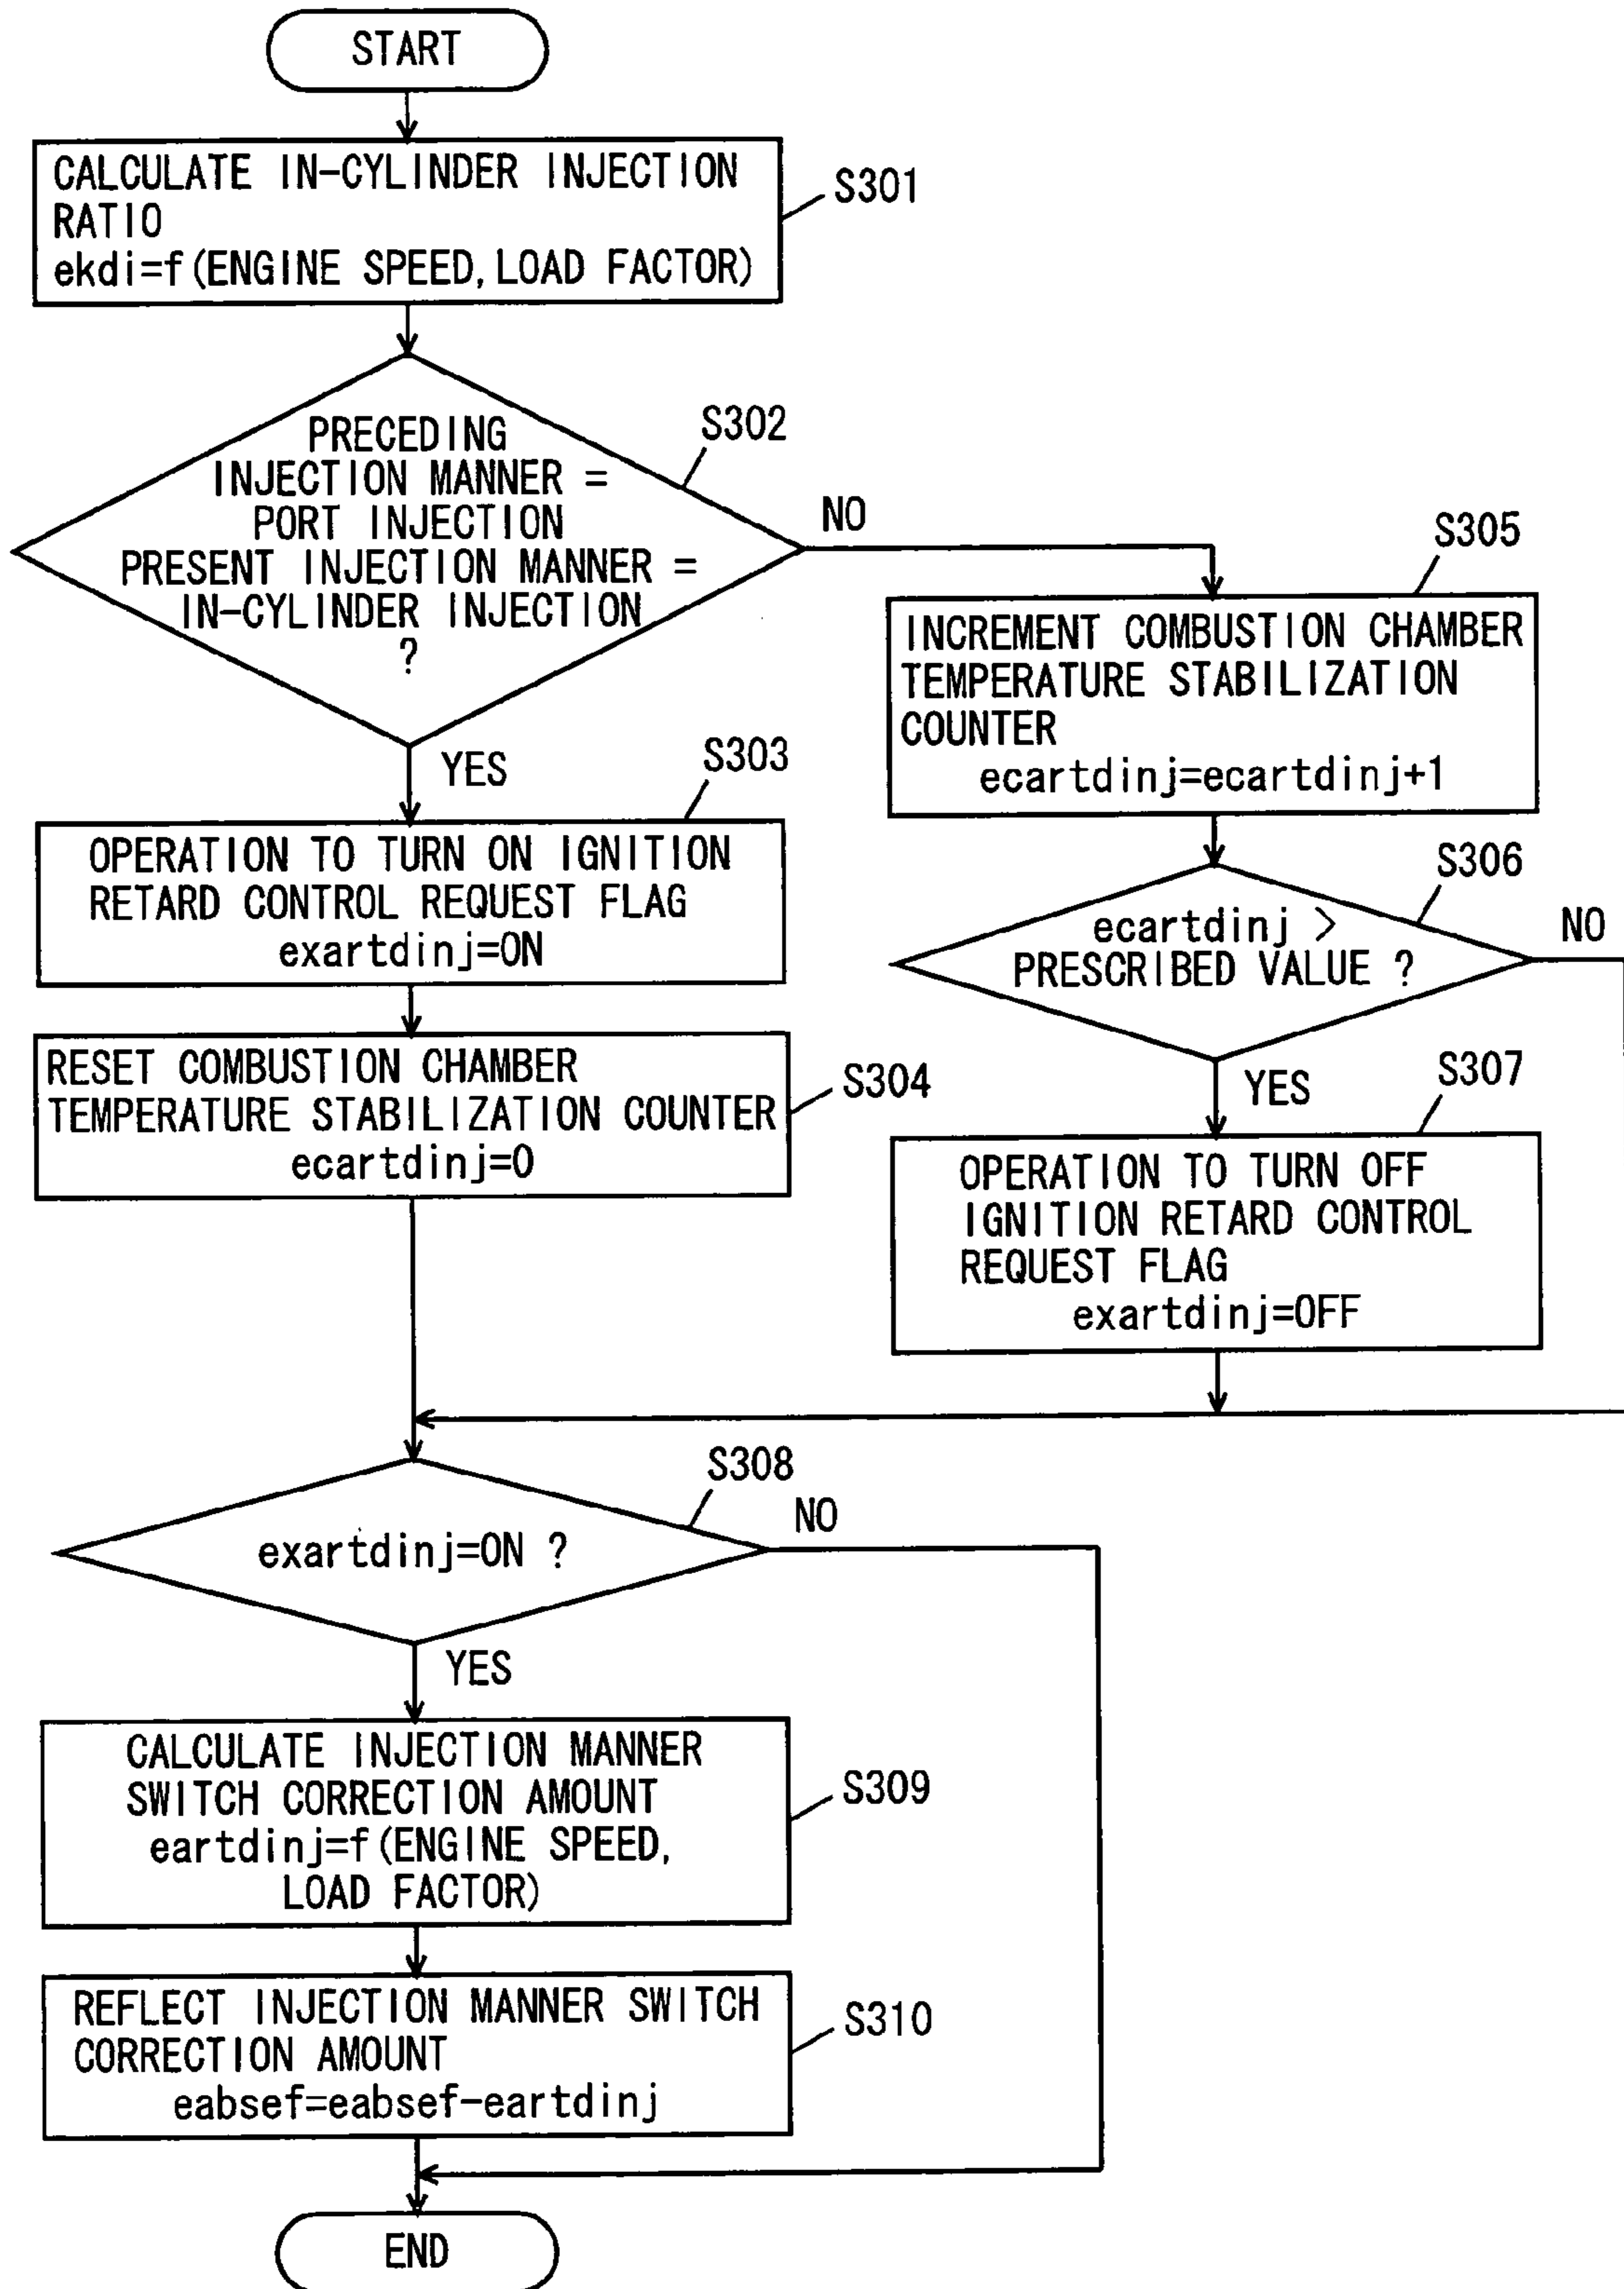 START
CALCULATE IN-CYLINDER INJECTION
RATIO
ekdi=f(ENGINE SPEED,LOAD FACTOR)
S301
PRECEDING
INJECTION MANNER =
PORT INJECTION
PRESENT INJECTION MANNER =
IN-CYLINDER INJECTION
?
S302
NO
YES
S303
OPERATION TO TURN ON IGNITION
RETARD CONTROL REQUEST FLAG
exartdinj=ON
RESET COMBUSTION CHAMBER
TEMPERATURE STABILIZATION COUNTER
ecartdinj=0
S304
S305
INCREMENT COMBUSTION CHAMBER
TEMPERATURE STABILIZATION
COUNTER
ecartdinj=ecartdinj+1
S306
ecartdinj >
PRESCRIBED VALUE ?
NO
YES
S307
OPERATION TO TURN OFF
IGNITION RETARD CONTROL
REQUEST FLAG
exartdinj=OFF
S308
exartdinj=ON ?
NO
YES
CALCULATE INJECTION MANNER
SWITCH CORRECTION AMOUNT
eartdinj=f(ENGINE SPEED,
LOAD FACTOR)
S309
REFLECT INJECTION MANNER SWITCH
CORRECTION AMOUNT
eabsef=eabsef-eartdinj
S310
END